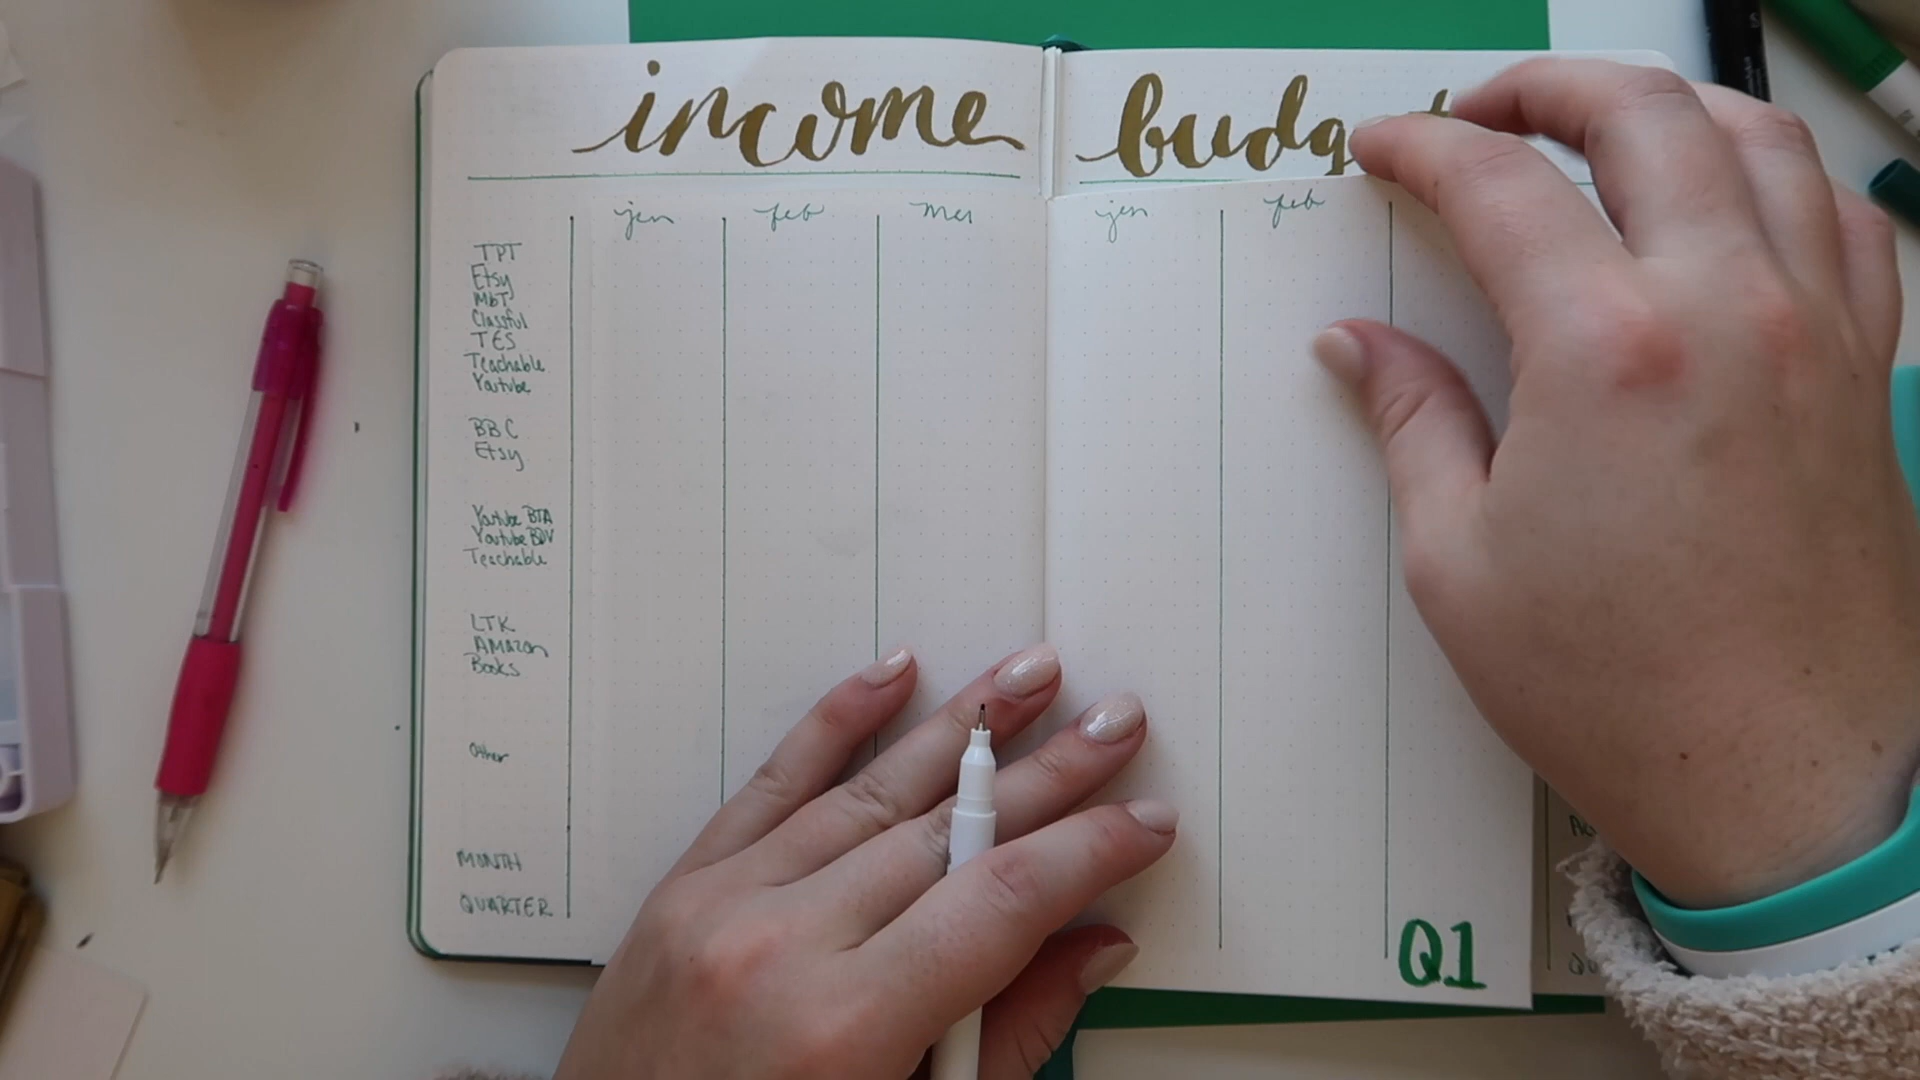 income
budget
jan feb mar
jan feb
TPT
Etsy
MbT
Classful
TES
Teachable
Youtube
BBC
Etsy
Youtube BTA
Youtube BDV
Teachable
LTK
AMAZON
Books
Other
MONTH
QUARTER
Q1